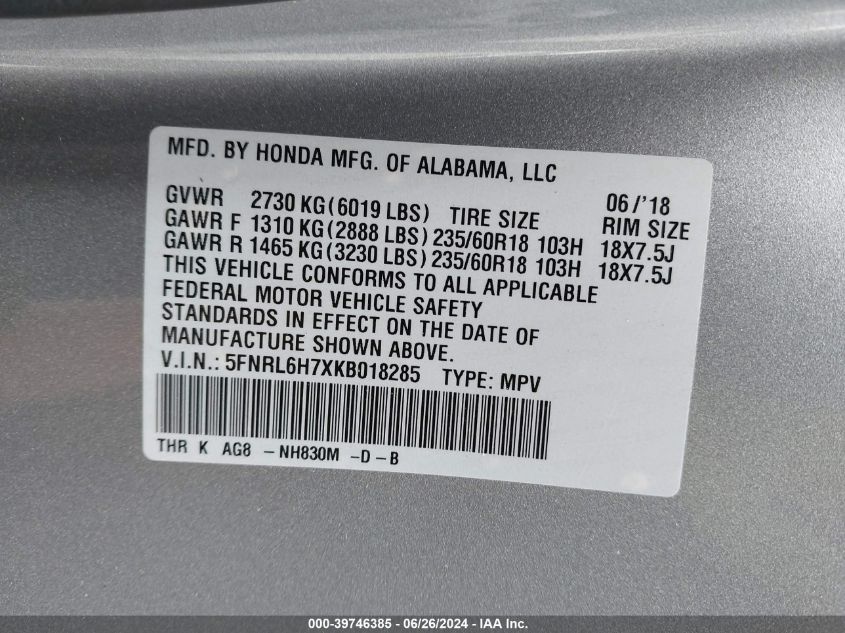 MFD. BY HONDA MFG. OF ALABAMA, LLC
GVWR 2730 KG(6019 LBS) TIRE SIZE 06/'18 RIM SIZE
GAWR F 1310 KG(2888 LBS) 235/60R18 103H 18X7.5J
GAWR R 1465 KG(3230 LBS) 235/60R18 103H 18X7.5J
THIS VEHICLE CONFORMS TO ALL APPLICABLE
FEDERAL MOTOR VEHICLE SAFETY
STANDARDS IN EFFECT ON THE DATE OF
MANUFACTURE SHOWN ABOVE.
V.I.N.: 5FNRL6H7XKB018285 TYPE: MPV
THR K AG8 -NH830M -D-B
000-39746385 - 06/26/2024 - IAA Inc.